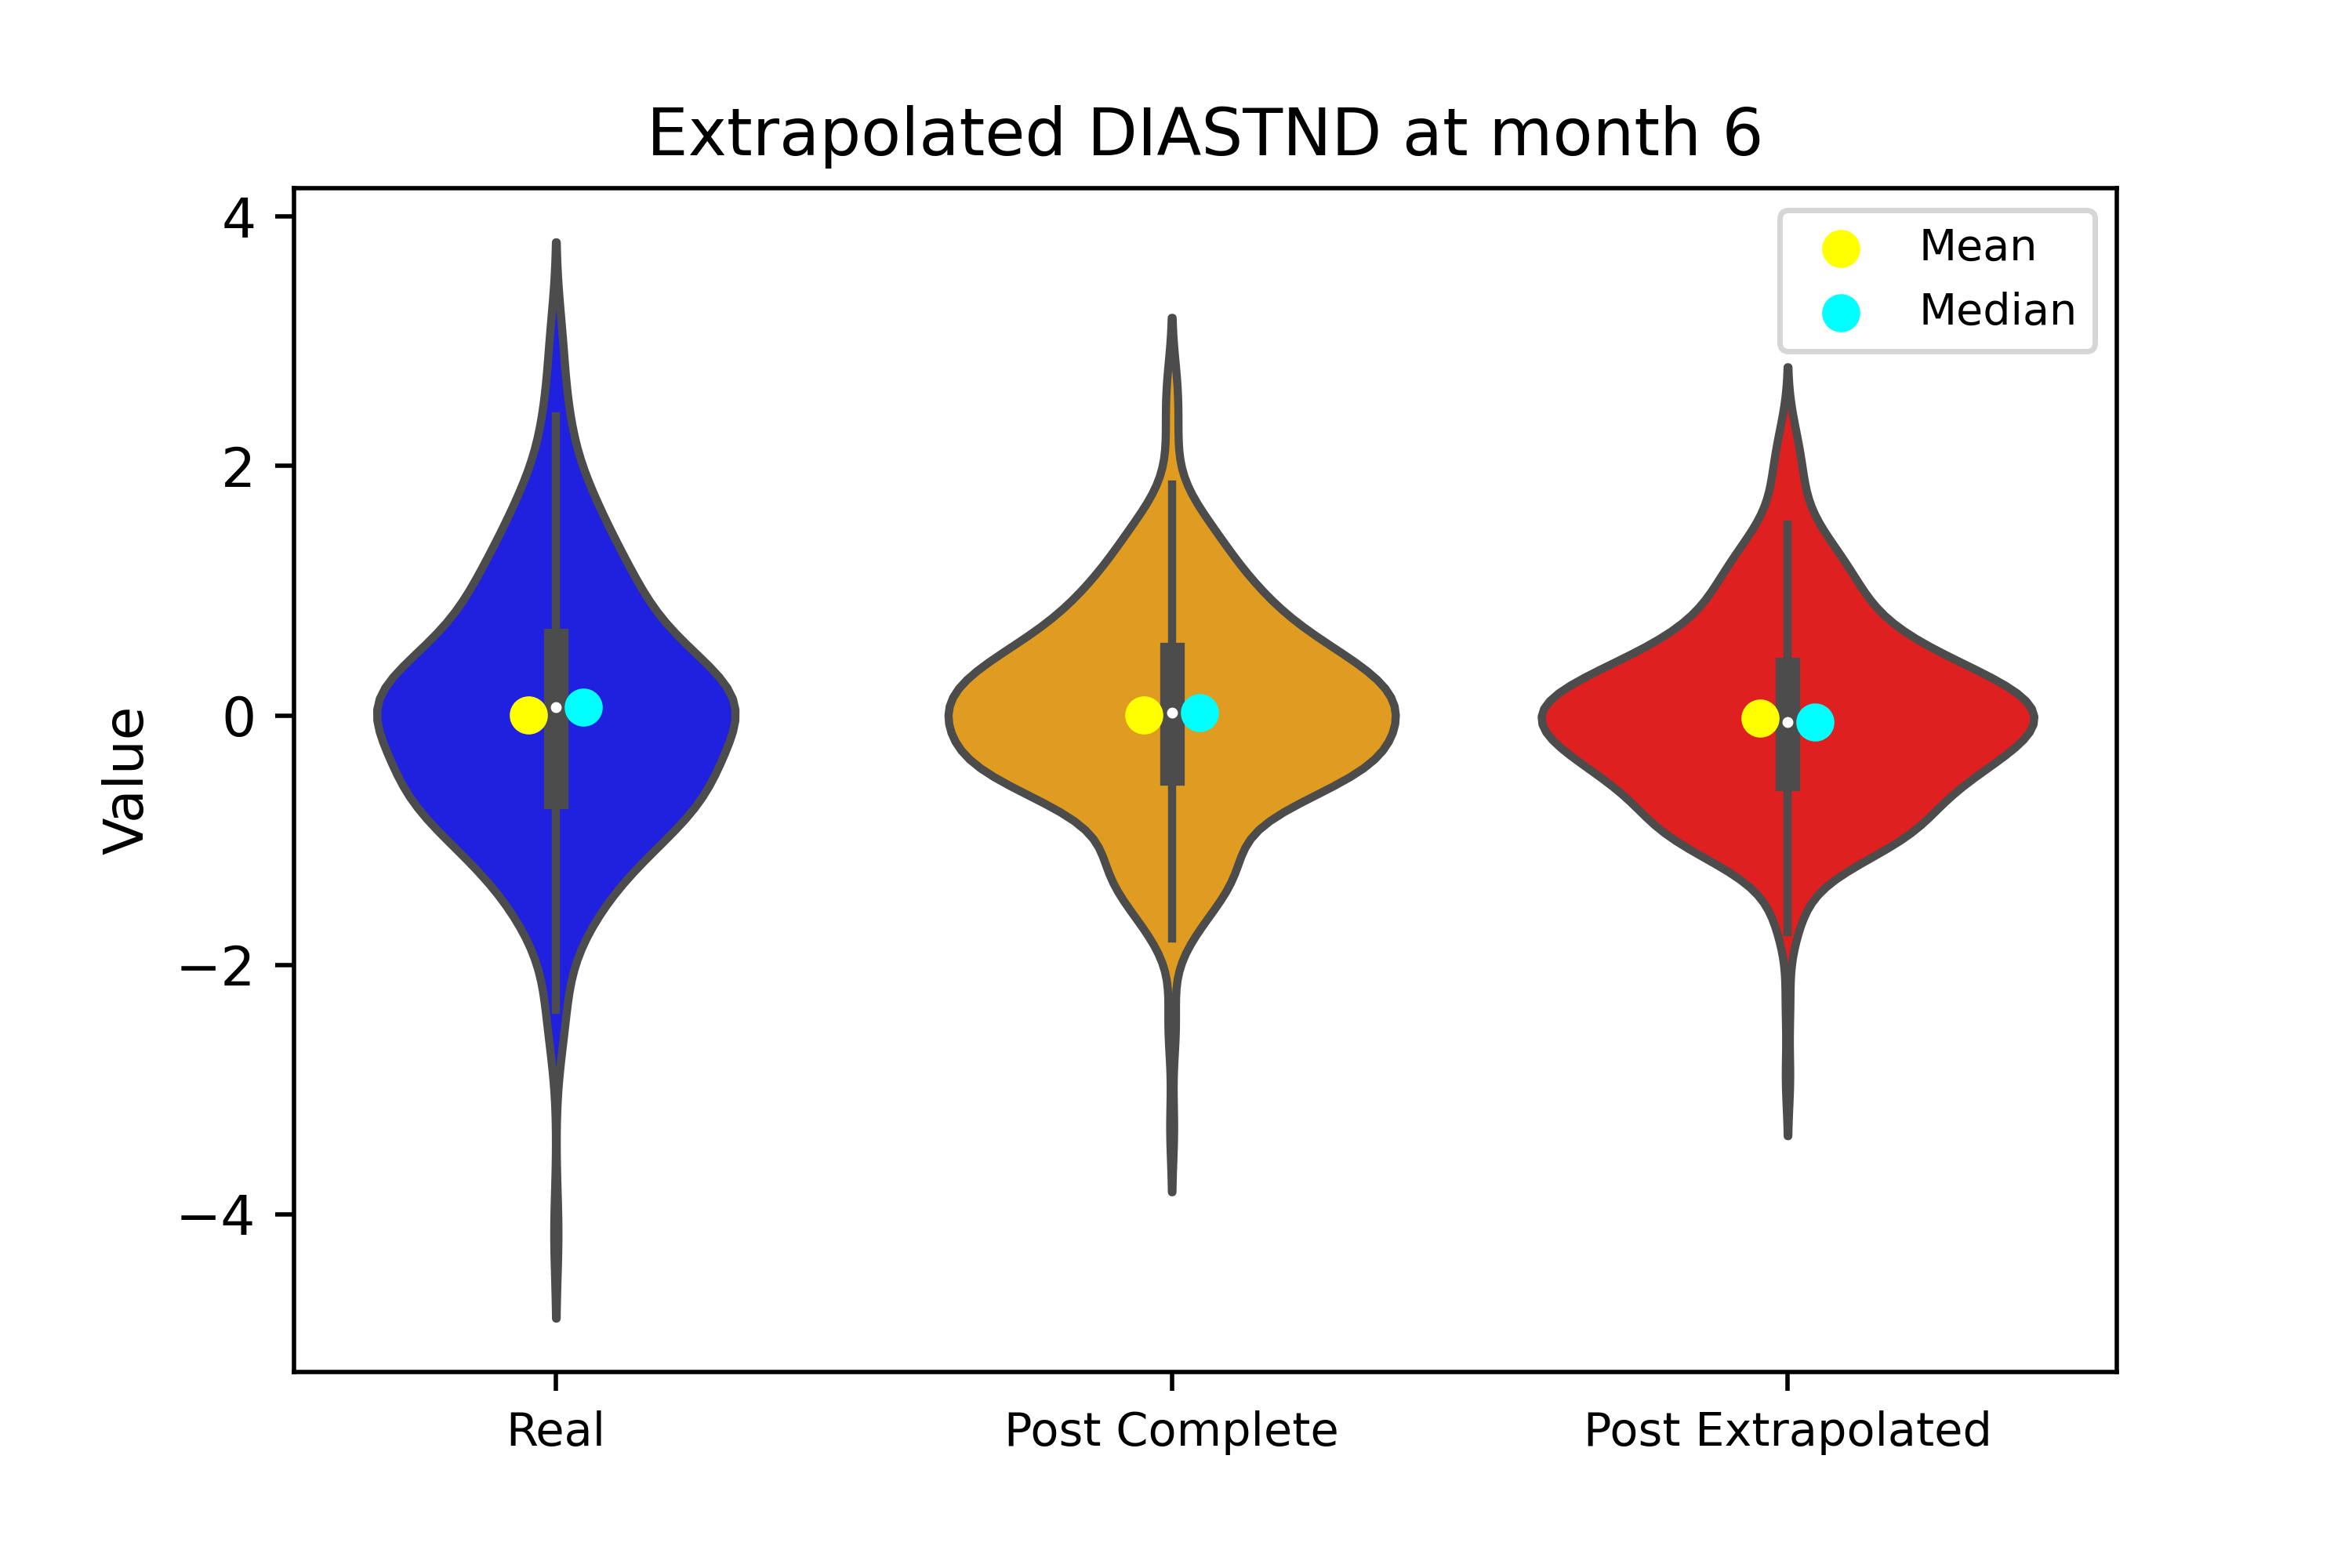 Extrapolated DIASTND at month 6
4
2
0
−2
−4
Value
Mean
Median
Real
Post Complete
Post Extrapolated